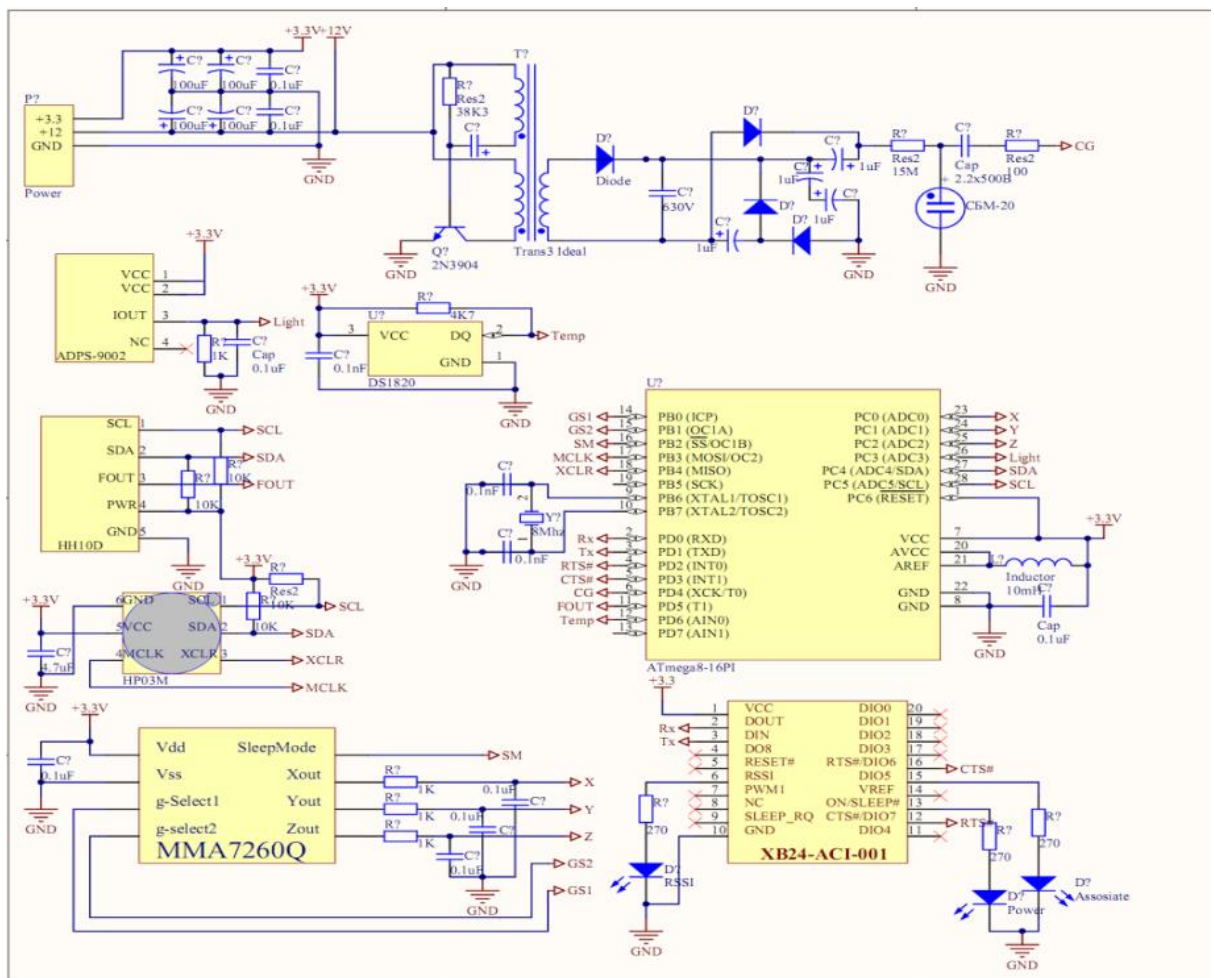 +3.3V +12V
P?
+3.3
+12
GND
Power
C?
100uF
C?
100uF
C?
0.1uF
C?
100uF
C?
100uF
C?
0.1uF
GND
R?
Res2
38K3
C?
T?
Trans3 Ideal
Q?
2N3904
GND
D?
Diode
C?
630V
D?
D?
D?
C?
1uF
C?
1uF
C?
1uF
C?
1uF
GND
R?
Res2
15M
C?
Cap
2.2x500В
R?
Res2
100
CG
СБМ-20
GND
+3.3V
VCC 1
VCC 2
IOUT 3
NC 4
ADPS-9002
Light
R?
1K
C?
Cap
0.1uF
GND
+3.3V
R?
4K7
U?
3 VCC DQ 2
GND 1
DS1820
Temp
C?
0.1nF
GND
SCL 1
SDA 2
FOUT 3
PWR 4
GND 5
HH10D
SCL
SDA
FOUT
R?
10K
R?
10K
GND
+3.3V
+3.3V
R?
Res2
10K
R?
10K
6 GND SCL 1
5 VCC SDA 2
4 MCLK XCLR 3
HP03M
SCL
SDA
XCLR
MCLK
C?
4.7uF
GND
+3.3V
C?
0.1uF
GND
Vdd SleepMode
Vss Xout
g-Select1 Yout
g-select2 Zout
MMA7260Q
SM
R?
1K
R?
1K
R?
1K
0.1uF C?
0.1uF C?
C?
0.1uF
X
Y
Z
GS2
GS1
GND
U?
GS1 14 PB0 (ICP) PC0 (ADC0) 23 X
GS2 15 PB1 (OC1A) PC1 (ADC1) 24 Y
SM 16 PB2 (SS/OC1B) PC2 (ADC2) 25 Z
MCLK 17 PB3 (MOSI/OC2) PC3 (ADC3) 26 Light
XCLR 18 PB4 (MISO) PC4 (ADC4/SDA) 27 SDA
19 PB5 (SCK) PC5 (ADC5/SCL) 28 SCL
9 PB6 (XTAL1/TOSC1) PC6 (RESET) 1
10 PB7 (XTAL2/TOSC2)
Rx 2 PD0 (RXD) VCC 7
Tx 3 PD1 (TXD) AVCC 20
RTS# 4 PD2 (INT0) AREF 21
CTS# 5 PD3 (INT1)
CG 6 PD4 (XCK/T0) GND 22
FOUT 11 PD5 (T1) GND 8
Temp 12 PD6 (AIN0)
13 PD7 (AIN1)
ATmega8-16PI
C?
0.1nF
2
Y?
8Mhz
1
C?
0.1nF
GND
+3.3V
L?
Inductor
10mH
C?
Cap
0.1uF
GND
+3.3
1 VCC DIO0 20
Rx 2 DOUT DIO1 19
Tx 3 DIN DIO2 18
4 DO8 DIO3 17
5 RESET# RTS#/DIO6 16 CTS#
6 RSSI DIO5 15
7 PWM1 VREF 14
8 NC ON/SLEEP# 13
9 SLEEP_RQ CTS#/DIO7 12 RTS#
10 GND DIO4 11
XB24-ACI-001
R?
270
D?
RSSI
GND
R?
270
R?
270
D?
Power
D?
Assosiate
GND